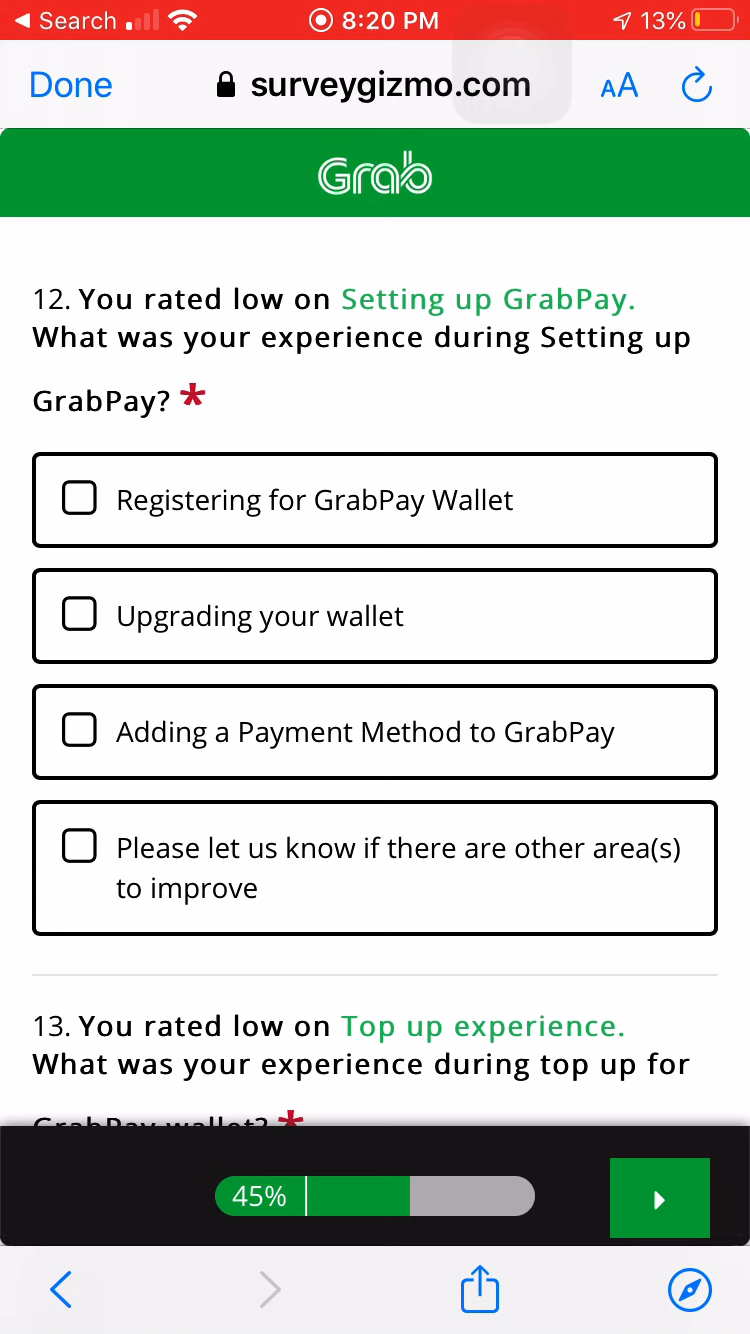 Search 8:20 PM 13%
Done surveygizmo.com AA
Grab
12. You rated low on Setting up GrabPay.
What was your experience during Setting up
GrabPay? *
Registering for GrabPay Wallet
Upgrading your wallet
Adding a Payment Method to GrabPay
Please let us know if there are other area(s)
to improve
13. You rated low on Top up experience.
What was your experience during top up for
GrabPay wallet? *
45%